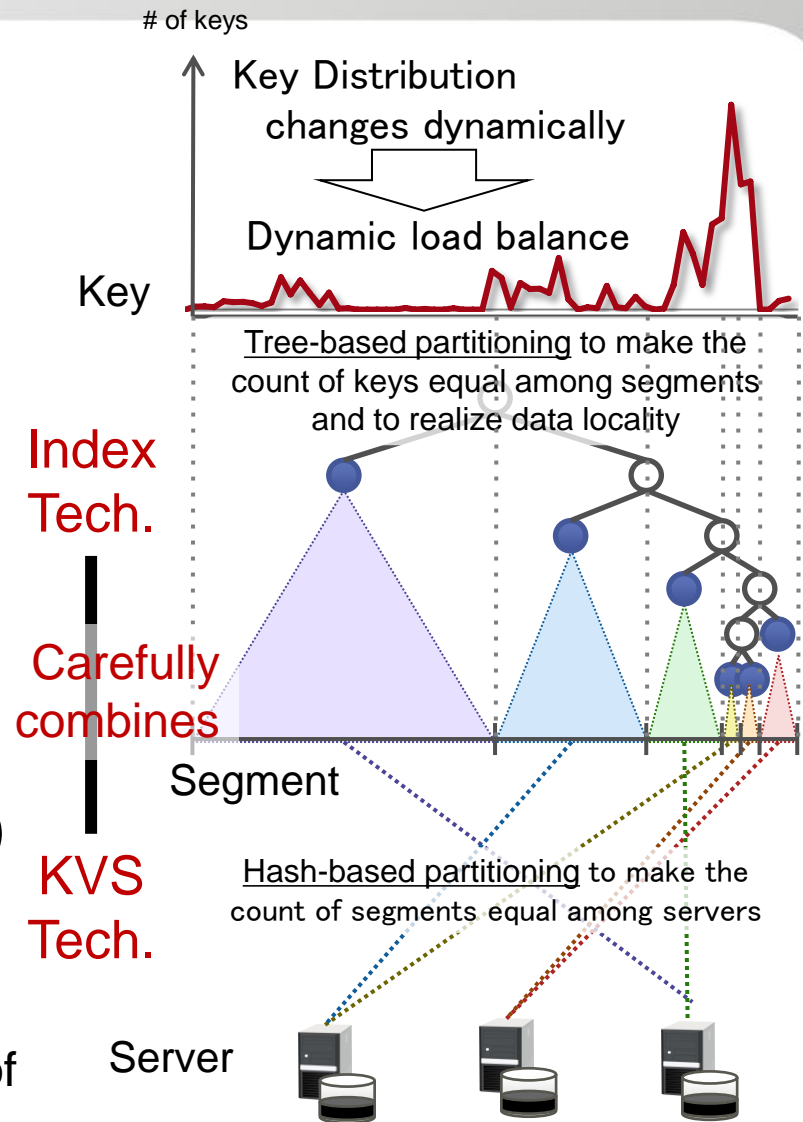 # of keys
Key Distribution
changes dynamically
Dynamic load balance
Key
Tree-based partitioning to make the
count of keys equal among segments
and to realize data locality
Index
Tech.
Carefully
combines
Segment
)
KVS
Tech.
Hash-based partitioning to make the
count of segments equal among servers
of
Server